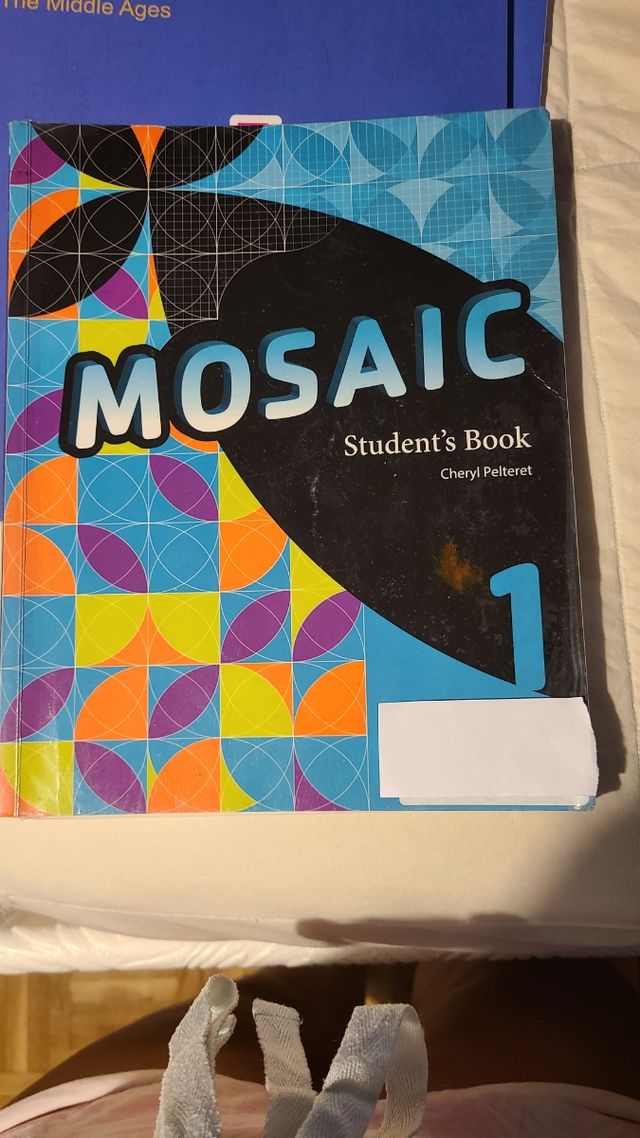 The Middle Ages
MOSAIC
Student's Book
Cheryl Pelteret
1